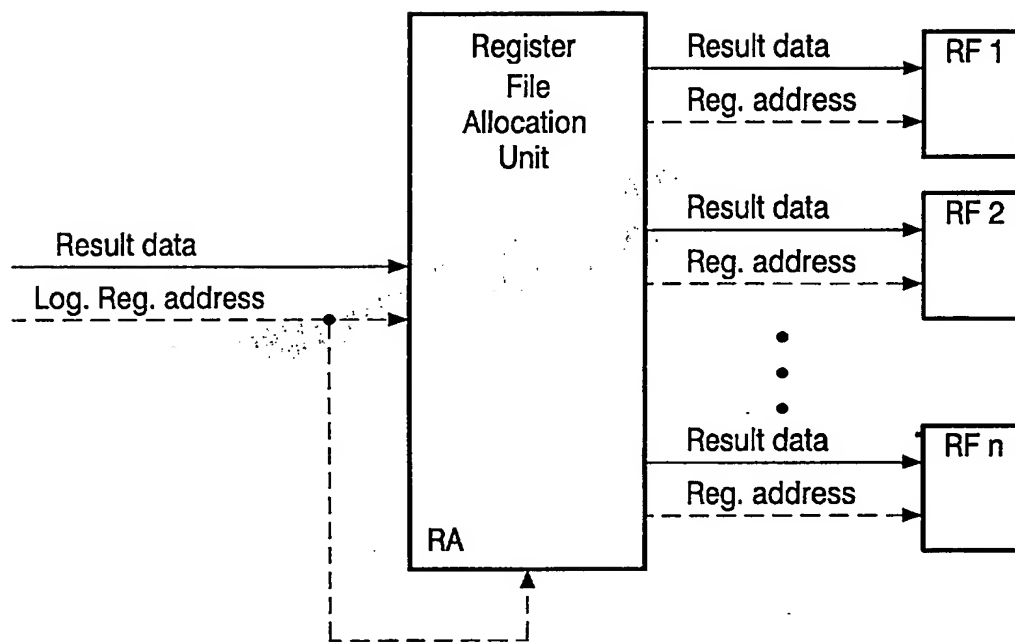 Register
File
Allocation
Unit
Result data
RF 1
Reg. address
Result data
RF 2
Reg. address
Result data
Log. Reg. address
Result data
RF n
Reg. address
RA